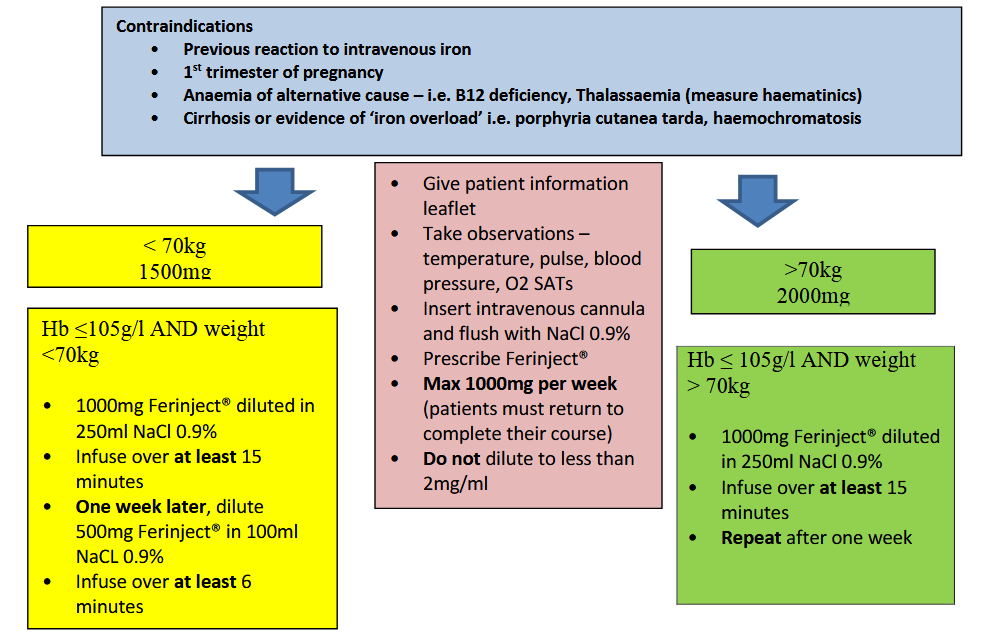 Contraindications
• Previous reaction to intravenous iron
• 1st trimester of pregnancy
• Anaemia of alternative cause – i.e. B12 deficiency, Thalassaemia (measure haematinics)
• Cirrhosis or evidence of ‘iron overload’ i.e. porphyria cutanea tarda, haemochromatosis
< 70kg
1500mg
Hb ≤105g/l AND weight
<70kg
• 1000mg Ferinject® diluted in
250ml NaCl 0.9%
• Infuse over at least 15
minutes
• One week later, dilute
500mg Ferinject® in 100ml
NaCL 0.9%
• Infuse over at least 6
minutes
• Give patient information
leaflet
• Take observations –
temperature, pulse, blood
pressure, O2 SATs
• Insert intravenous cannula
and flush with NaCl 0.9%
• Prescribe Ferinject®
• Max 1000mg per week
(patients must return to
complete their course)
• Do not dilute to less than
2mg/ml
>70kg
2000mg
Hb ≤ 105g/l AND weight
> 70kg
• 1000mg Ferinject® diluted
in 250ml NaCl 0.9%
• Infuse over at least 15
minutes
• Repeat after one week